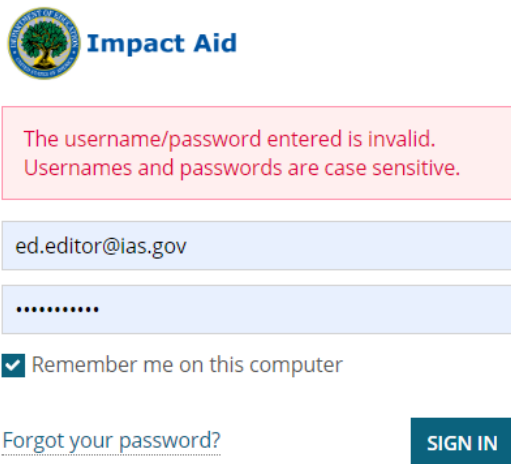 Impact Aid
The username/password entered is invalid.
Usernames and passwords are case sensitive.
ed.editor@ias.gov
•••••••••••
Remember me on this computer
Forgot your password?
SIGN IN